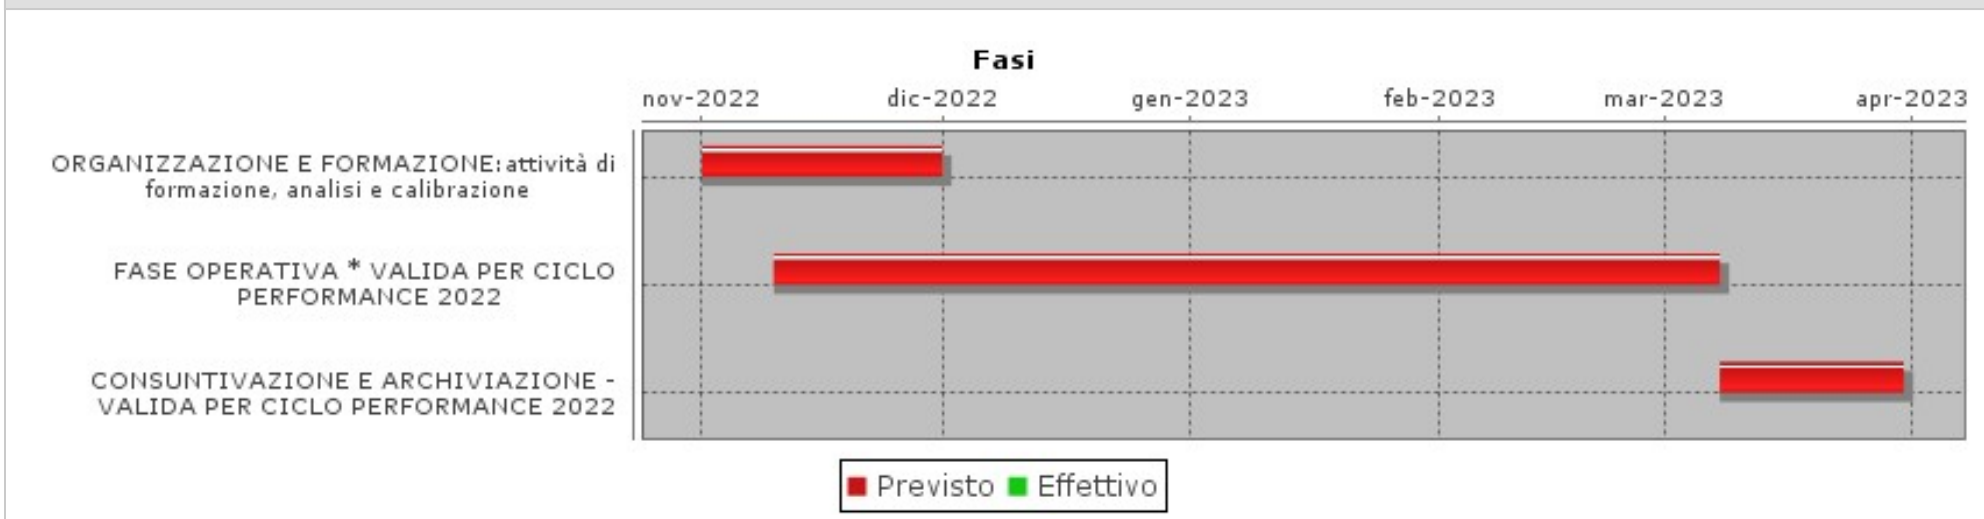 Fasi
nov-2022 dic-2022 gen-2023 feb-2023 mar-2023 apr-2023
ORGANIZZAZIONE E FORMAZIONE: attività di
formazione, analisi e calibrazione
FASE OPERATIVA * VALIDA PER CICLO
PERFORMANCE 2022
CONSUNTIVAZIONE E ARCHIVIAZIONE -
VALIDA PER CICLO PERFORMANCE 2022
Previsto Effettivo